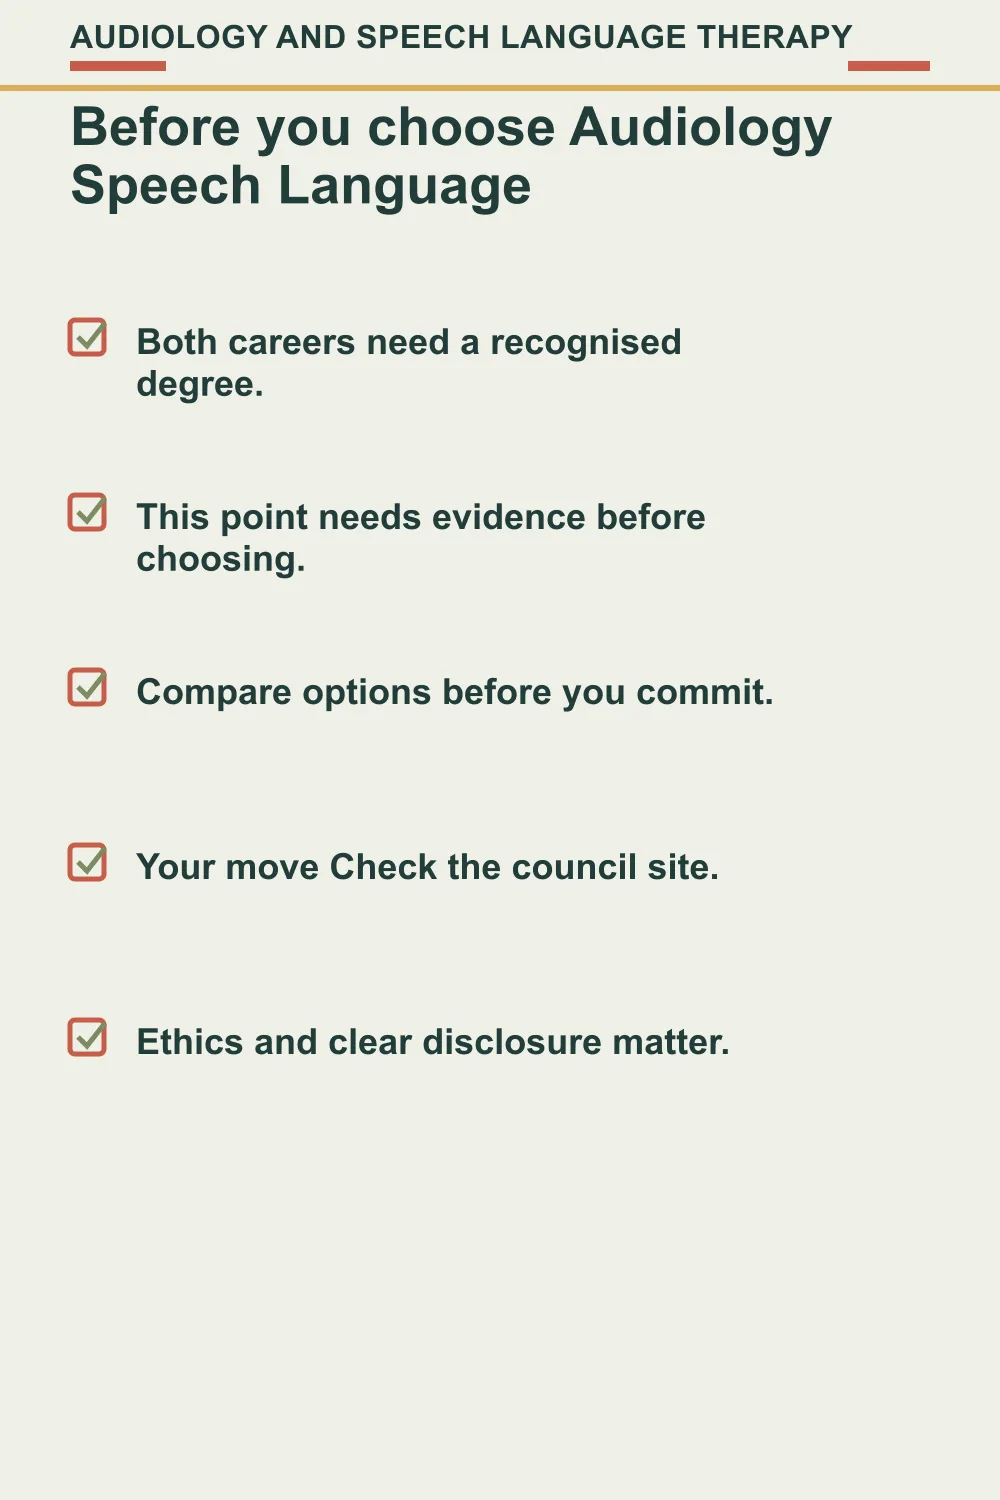 AUDIOLOGY AND SPEECH LANGUAGE THERAPY
Before you choose Audiology
Speech Language
Both careers need a recognised
degree.
This point needs evidence before
choosing.
Compare options before you commit.
Your move Check the council site.
Ethics and clear disclosure matter.